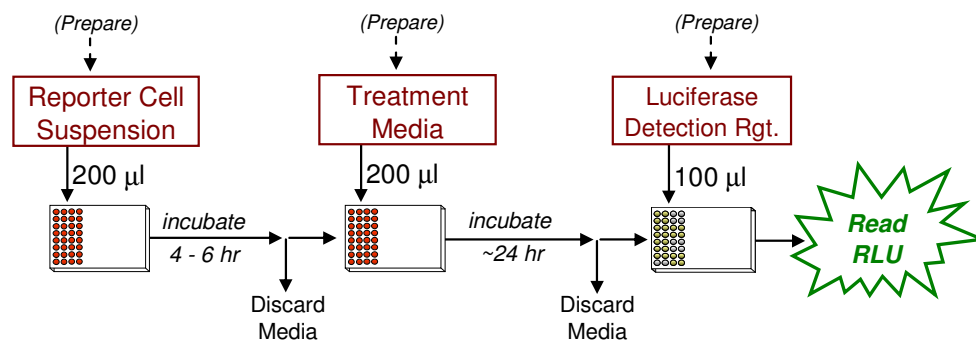 (Prepare)
(Prepare)
(Prepare)
Reporter Cell
Suspension
Treatment
Media
Luciferase
Detection Rgt.
200 µl
200 µl
100 µl
incubate
4 - 6 hr
incubate
~24 hr
Read
RLU
Discard
Media
Discard
Media